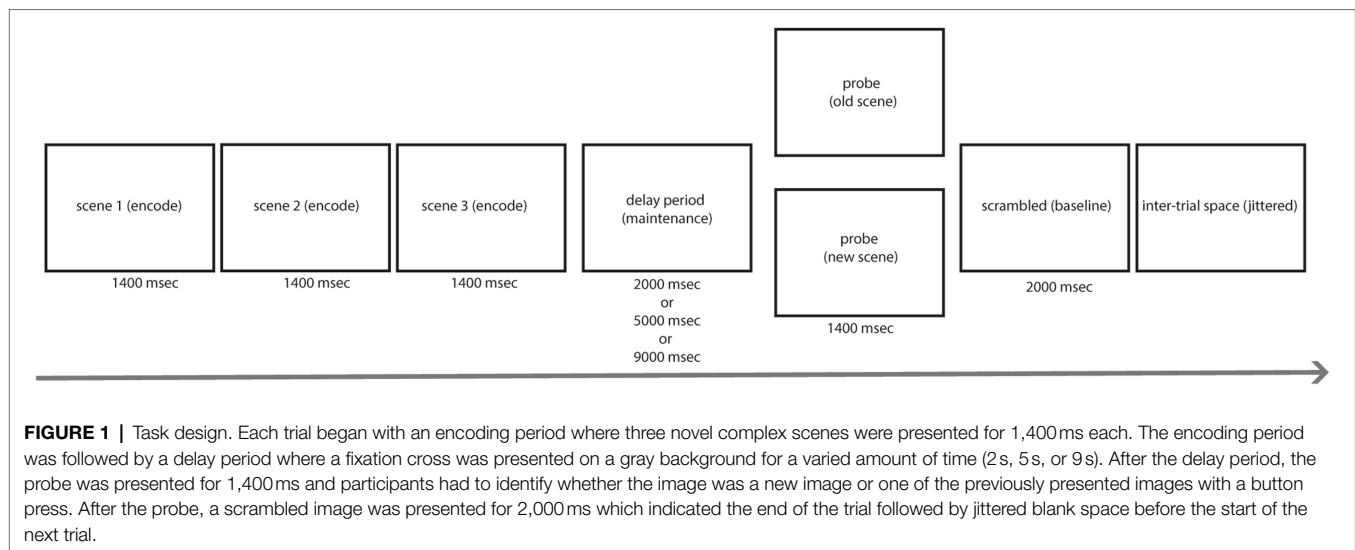 scene 1 (encode)
1400 msec
scene 2 (encode)
1400 msec
scene 3 (encode)
1400 msec
delay period
(maintenance)
2000 msec
or
5000 msec
or
9000 msec
probe
(old scene)
probe
(new scene)
1400 msec
scrambled (baseline)
2000 msec
inter-trial space (jittered)
FIGURE 1 | Task design. Each trial began with an encoding period where three novel complex scenes were presented for 1,400 ms each. The encoding period
was followed by a delay period where a fixation cross was presented on a gray background for a varied amount of time (2 s, 5 s, or 9 s). After the delay period, the
probe was presented for 1,400 ms and participants had to identify whether the image was a new image or one of the previously presented images with a button
press. After the probe, a scrambled image was presented for 2,000 ms which indicated the end of the trial followed by jittered blank space before the start of the
next trial.